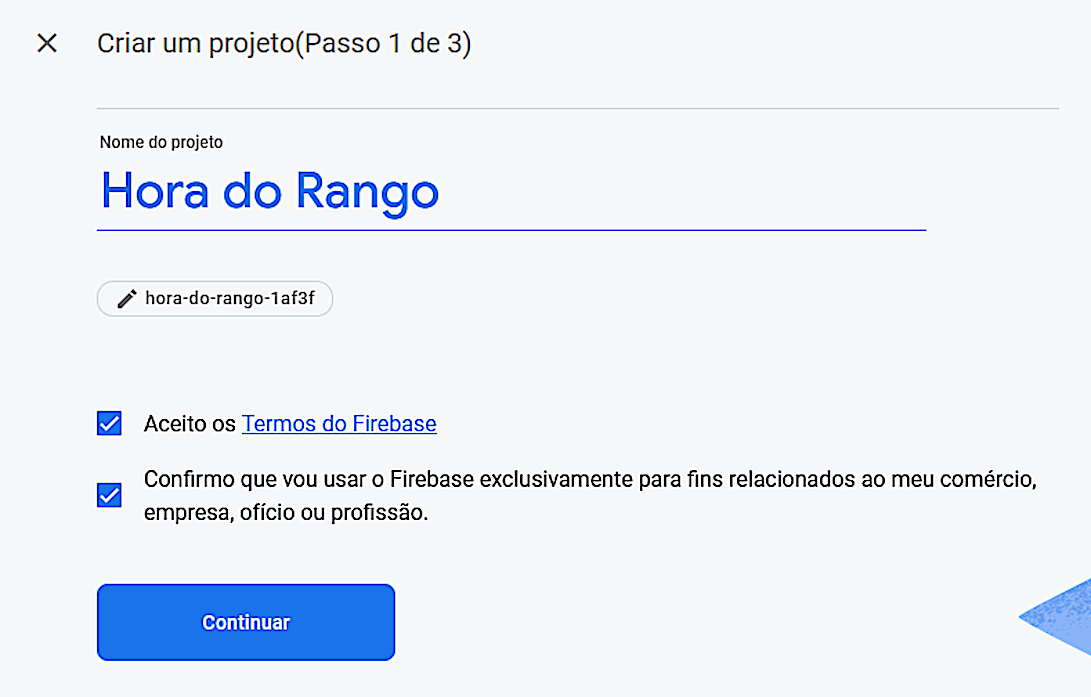 Criar um projeto(Passo 1 de 3)
Nome do projeto
Hora do Rango
hora-do-rango-1af3f
Aceito os Termos do Firebase
Confirmo que vou usar o Firebase exclusivamente para fins relacionados ao meu comércio,
empresa, ofício ou profissão.
Continuar